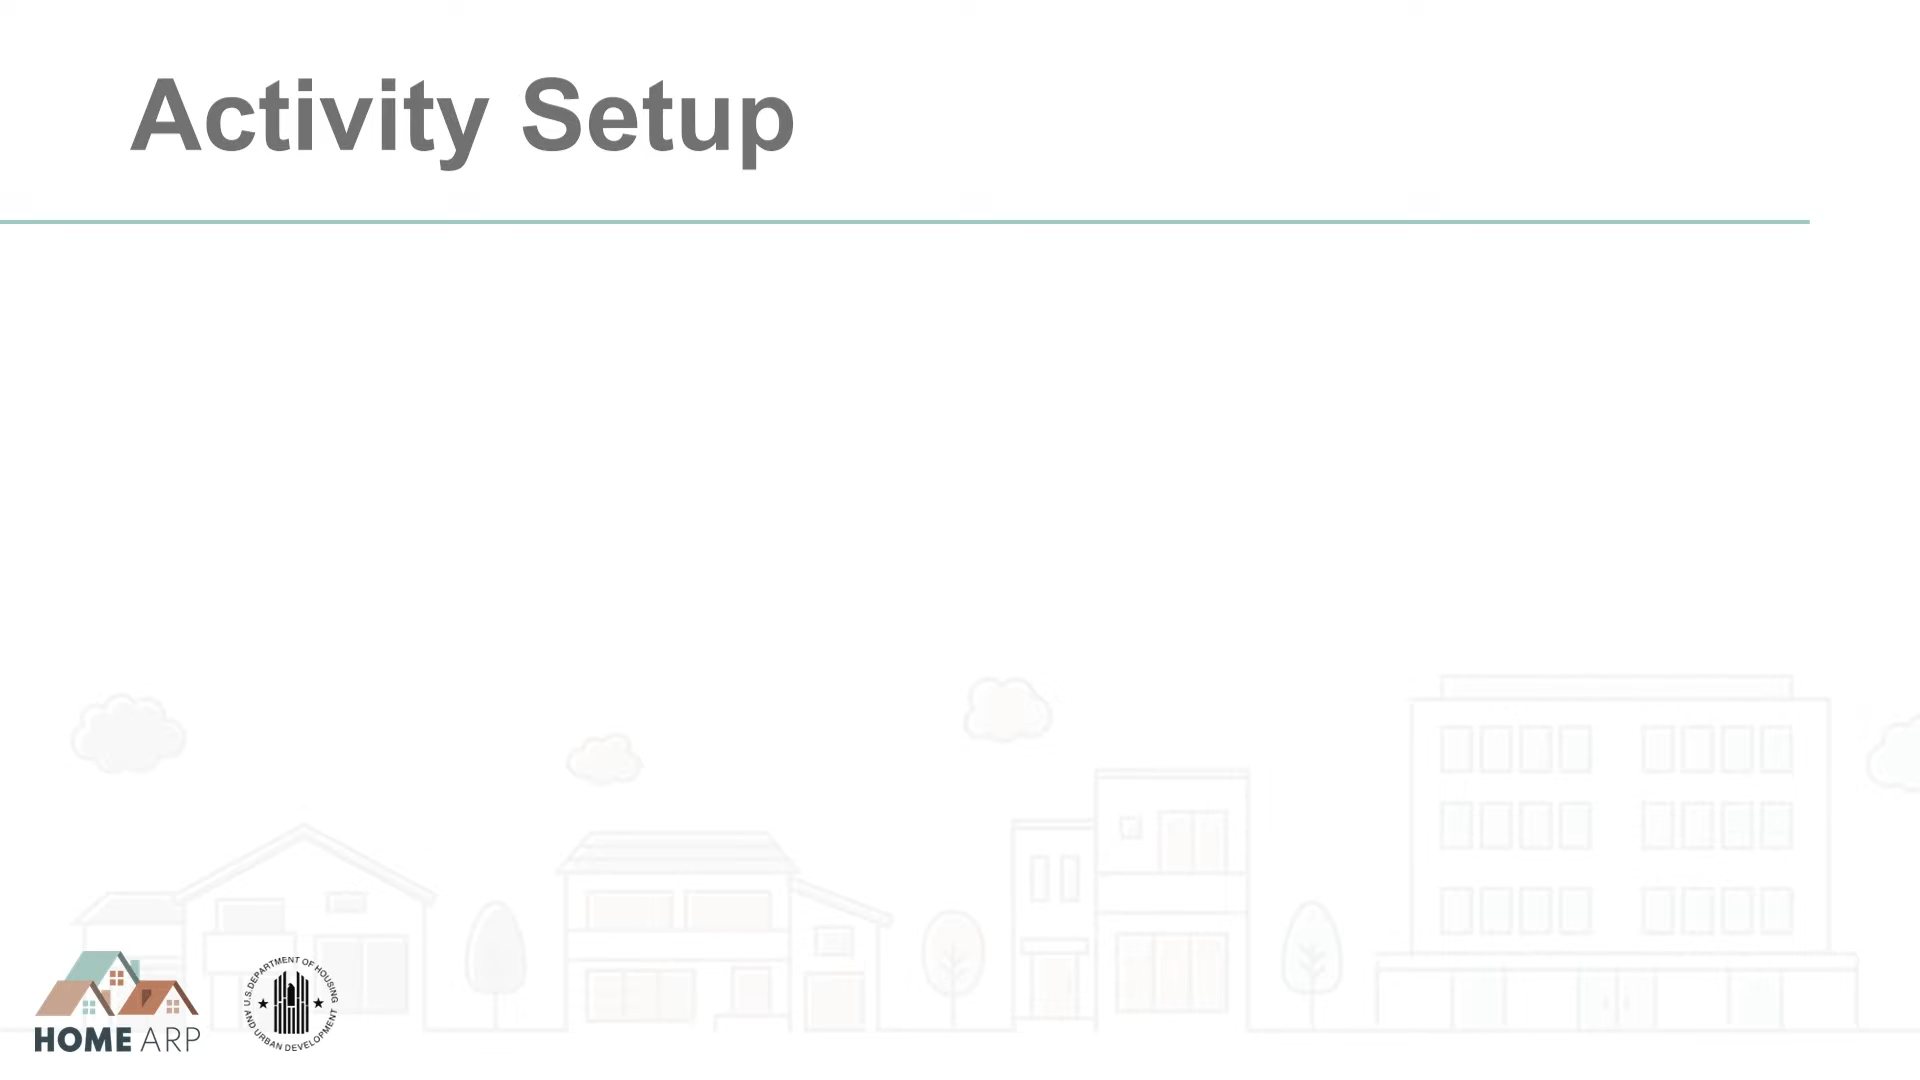 Activity Setup
HOME ARP
U.S. DEPARTMENT OF HOUSING
AND URBAN DEVELOPMENT